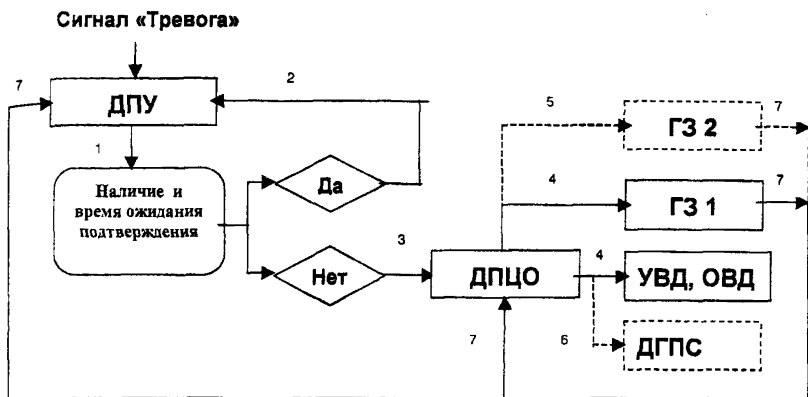 Сигнал «Тревога»
7
2
ДПУ
5
7
ГЗ 2
1
Наличие и
время ожидания
подтверждения
Да
4
7
ГЗ 1
3
Нет
ДПЦО
4
УВД, ОВД
7
6
ДГПС